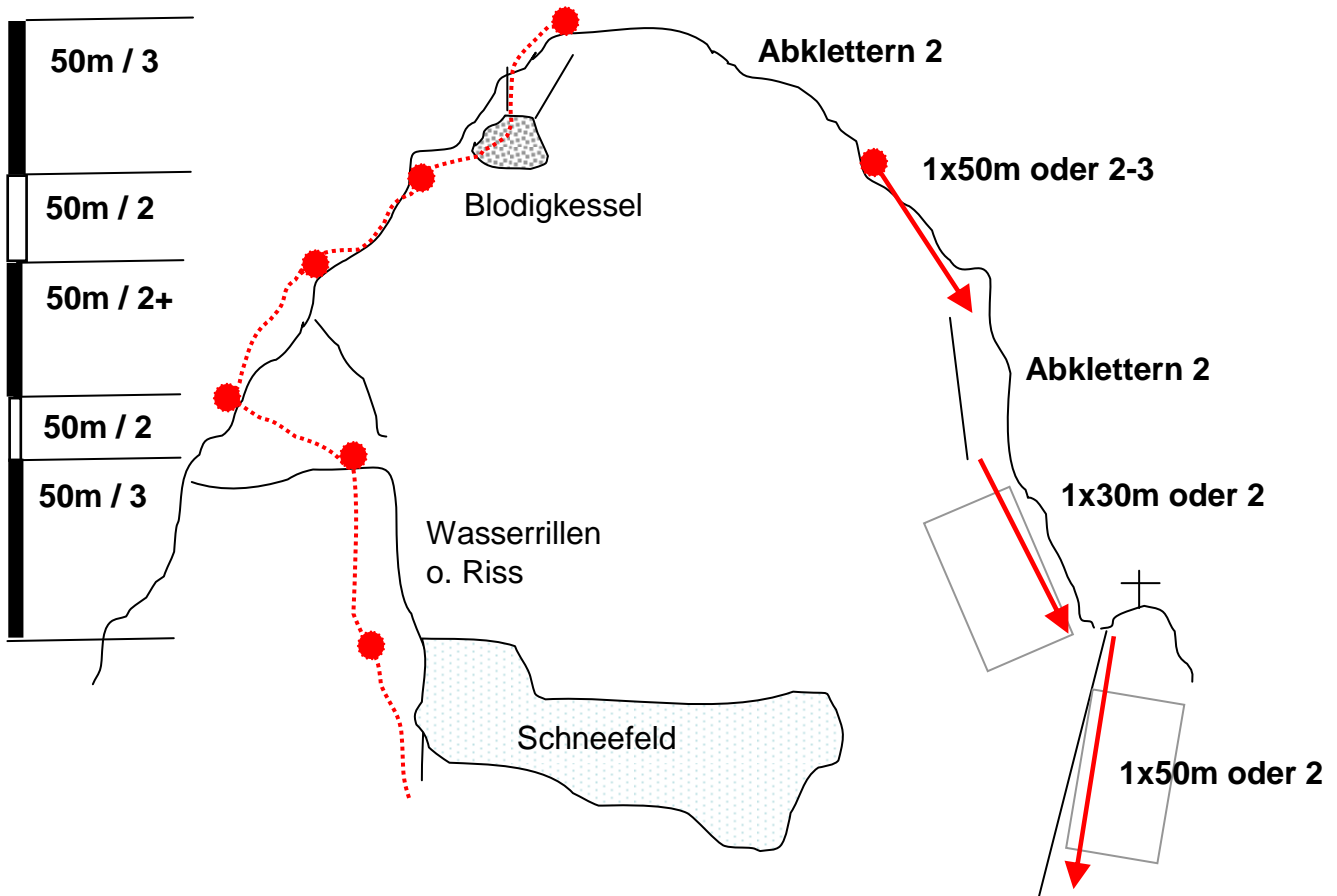 50m / 3
50m / 2
50m / 2+
50m / 2
50m / 3
Blodigkessel
Wasserrillen
o. Riss
Schneefeld
Abklettern 2
1x50m oder 2-3
Abklettern 2
1x30m oder 2
1x50m oder 2